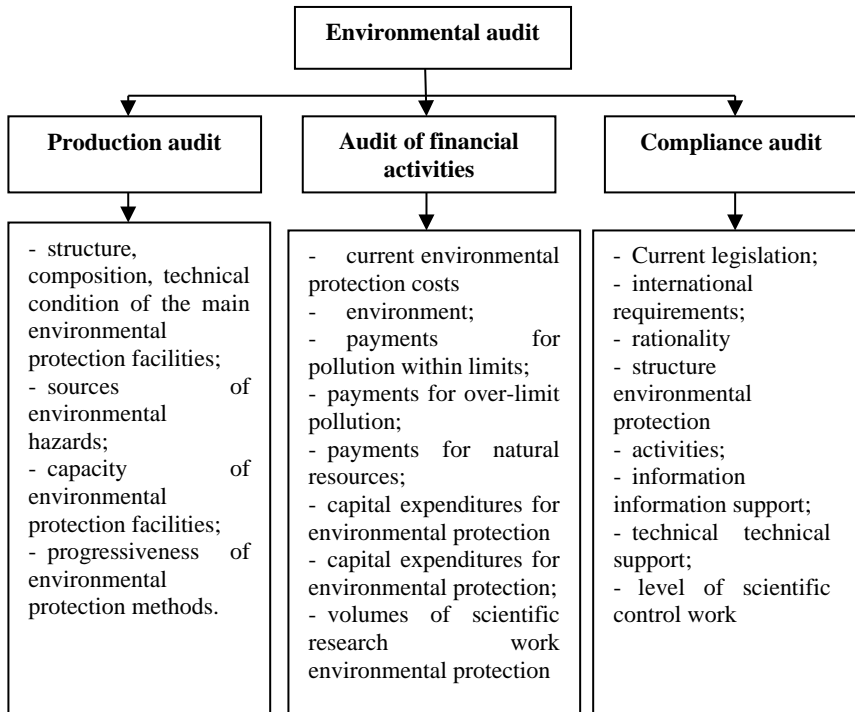 Environmental audit
Production audit
Audit of financial
activities
Compliance audit
- structure,
composition, technical
condition of the main
environmental
protection facilities;
- sources of
environmental
hazards;
- capacity of
environmental
protection facilities;
- progressiveness of
environmental
protection methods.
- current environmental
protection costs
- environment;
- payments for
pollution within limits;
- payments for over-limit
pollution;
- payments for natural
resources;
- capital expenditures for
environmental protection
- capital expenditures for
environmental protection;
- volumes of scientific
research work
environmental protection
- Current legislation;
- international
requirements;
- rationality
- structure
environmental
protection
- activities;
- information
information support;
- technical technical
support;
- level of scientific
control work